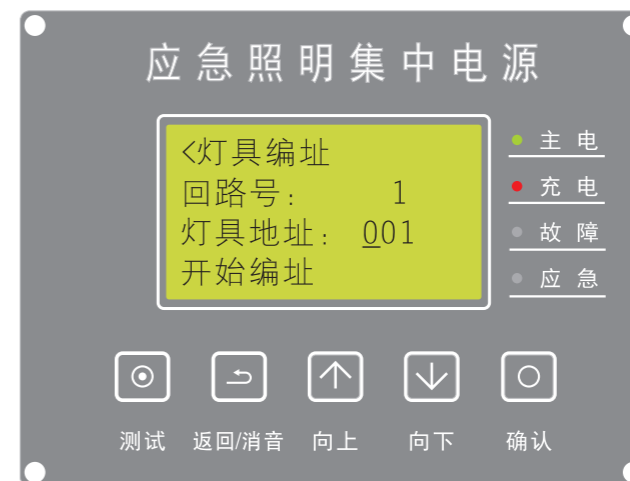 应急照明集中电源
<灯具编址
回路号: 1
灯具地址: 001
开始编址
主电
充电
故障
应急
测试 返回/消音 向上 向下 确认